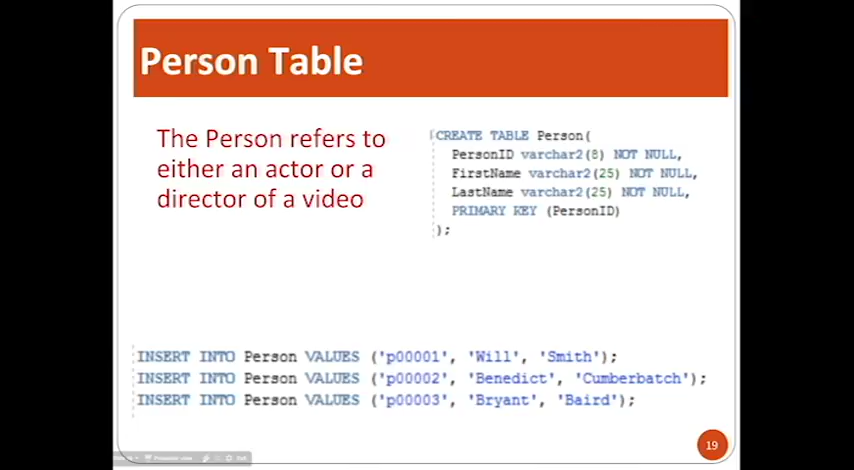 Person Table
The Person refers to
either an actor or a
director of a video
CREATE TABLE Person(
PersonID varchar2(8) NOT NULL,
FirstName varchar2(25) NOT NULL,
LastName varchar2(25) NOT NULL,
PRIMARY KEY (PersonID)
);
INSERT INTO Person VALUES ('p00001', 'Will', 'Smith');
INSERT INTO Person VALUES ('p00002', 'Benedict', 'Cumberbatch');
INSERT INTO Person VALUES ('p00003', 'Bryant', 'Baird');
19